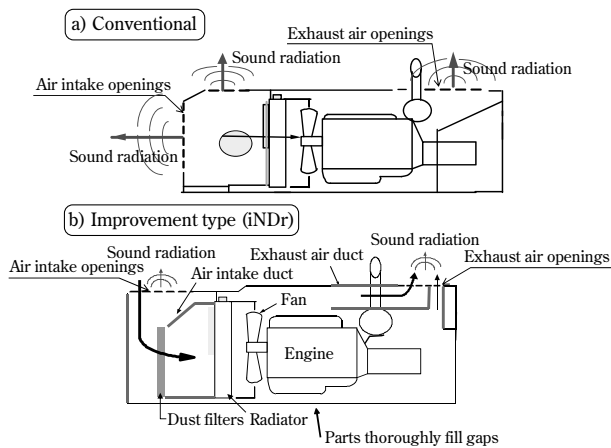 a) Conventional
Exhaust air openings
Sound radiation
Sound radiation
Air intake openings
Sound radiation
b) Improvement type (iNDr)
Sound radiation
Exhaust air duct
Sound radiation
Air intake openings
Air intake duct
Exhaust air openings
Fan
Engine
Dust filters
Radiator
Parts thoroughly fill gaps